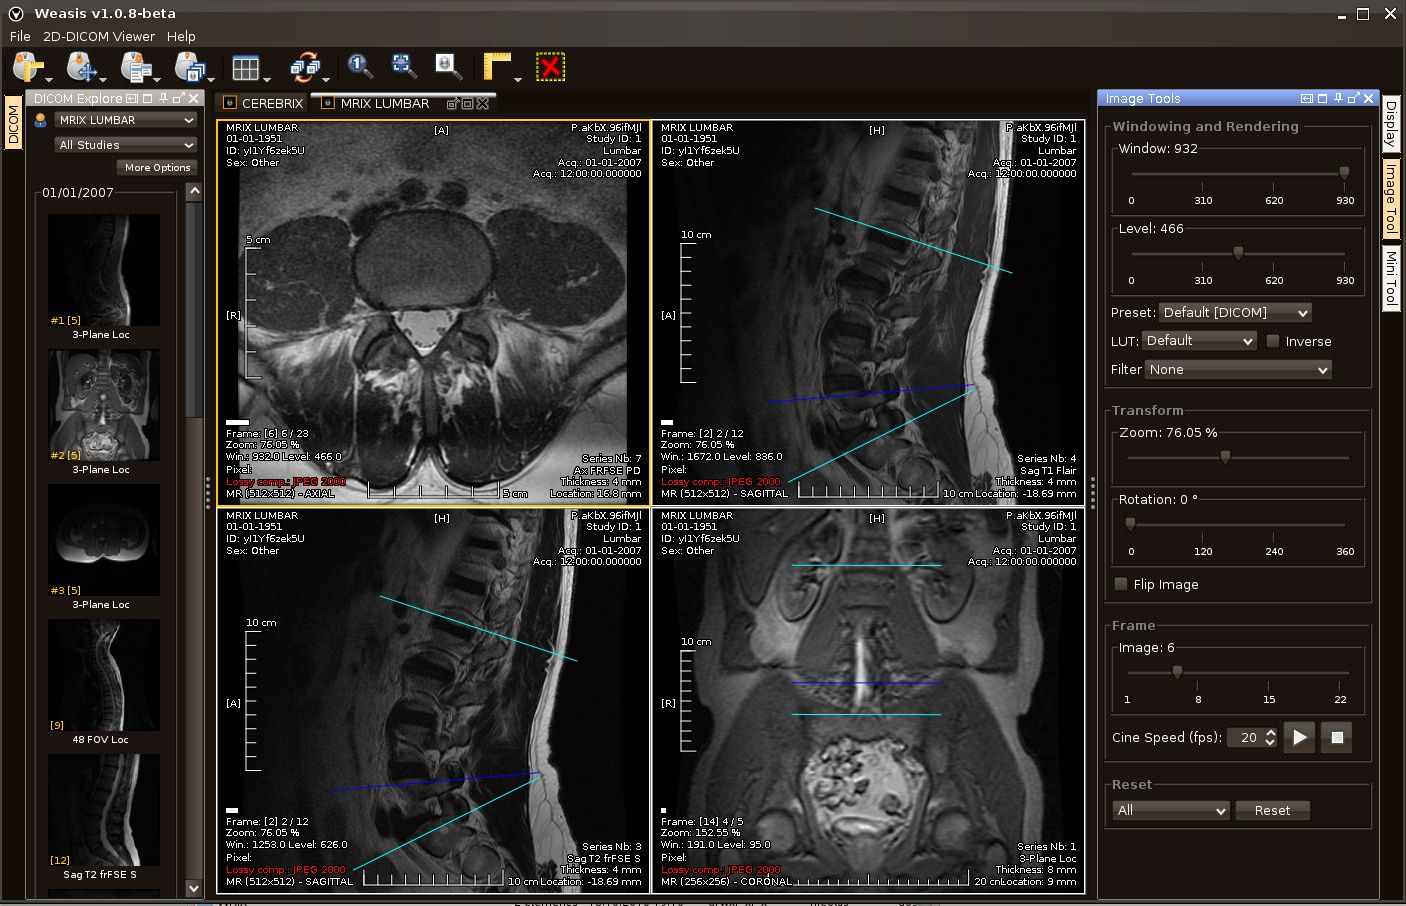 Weasis v1.0.8-beta
File 2D-DICOM Viewer Help
DICOM
DICOM Explore
MRIX LUMBAR
All Studies
More Options
01/01/2007
#1 [5]
3-Plane Loc
#2 [5]
3-Plane Loc
#3 [5]
3-Plane Loc
[9]
48 FOV Loc
[12]
Sag T2 frFSE S
CEREBRIX
MRIX LUMBAR
MRIX LUMBAR
01-01-1951
ID: yI1Yf6zek5U
Sex: Other
[A]
P.aKbX.96ifMJl
Study ID: 1
Lumbar
Acq.: 01-01-2007
Acq.: 12:00:00.000000
5 cm
[R]
Frame: [6] 6 / 23
Zoom: 76.05 %
Win.: 932.0 Level: 466.0
Pixel:
Lossy comp.: JPEG 2000
MR (512x512) - AXIAL
5 cm
Series Nb: 7
Ax FRFSE PD
Thickness: 4 mm
Location: 16.8 mm
MRIX LUMBAR
01-01-1951
ID: yI1Yf6zek5U
Sex: Other
[H]
P.aKbX.96ifMJl
Study ID: 1
Lumbar
Acq.: 01-01-2007
Acq.: 12:00:00.000000
10 cm
[A]
Frame: [2] 2 / 12
Zoom: 76.05 %
Win.: 1672.0 Level: 836.0
Pixel:
Lossy comp.: JPEG 2000
MR (512x512) - SAGITTAL
10 cm
Series Nb: 4
Sag T1 Flair
Thickness: 4 mm
Location: -18.69 mm
MRIX LUMBAR
01-01-1951
ID: yI1Yf6zek5U
Sex: Other
[H]
P.aKbX.96ifMJl
Study ID: 1
Lumbar
Acq.: 01-01-2007
Acq.: 12:00:00.000000
10 cm
[A]
Frame: [2] 2 / 12
Zoom: 76.05 %
Win.: 1253.0 Level: 626.0
Pixel:
Lossy comp.: JPEG 2000
MR (512x512) - SAGITTAL
10 cm
Series Nb: 3
Sag T2 frFSE S
Thickness: 4 mm
Location: -18.69 mm
MRIX LUMBAR
01-01-1951
ID: yI1Yf6zek5U
Sex: Other
[H]
P.aKbX.96ifMJl
Study ID: 1
Lumbar
Acq.: 01-01-2007
Acq.: 12:00:00.000000
10 cm
[R]
Frame: [14] 4 / 5
Zoom: 152.55 %
Win.: 191.0 Level: 95.0
Pixel:
Lossy comp.: JPEG 2000
MR (256x256) - CORONAL
20 cm
Series Nb: 1
3-Plane Loc
Thickness: 8 mm
Location: 9 mm
Image Tools
Windowing and Rendering
Window: 932
0 310 620 930
Level: 466
0 310 620 930
Preset: Default [DICOM]
LUT: Default Inverse
Filter None
Transform
Zoom: 76.05 %
Rotation: 0 °
0 120 240 360
Flip Image
Frame
Image: 6
1 8 15 22
Cine Speed (fps): 20
Reset
All Reset
Display
Image Tool
Mini Tool